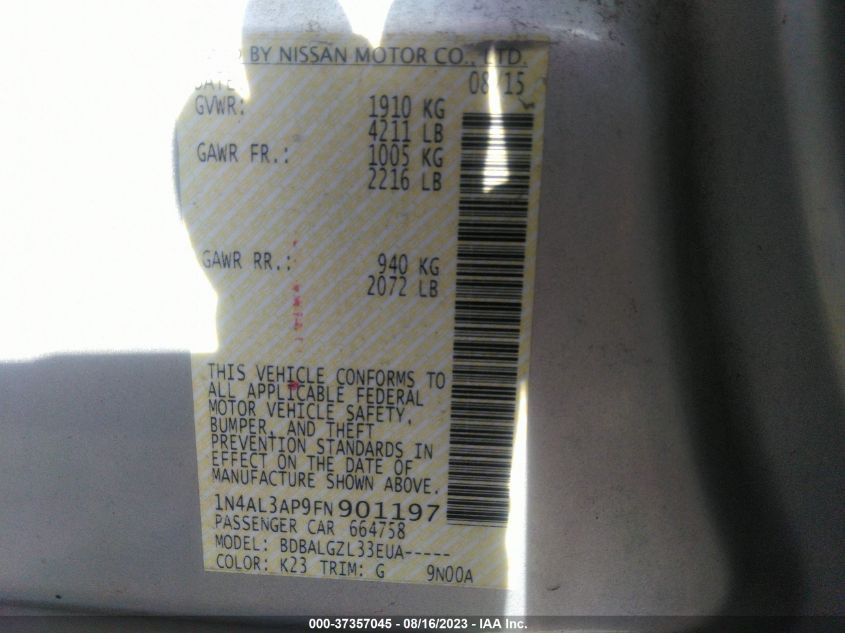 BY NISSAN MOTOR CO., LTD.
DATE 08 15
GVWR: 1910 KG
4211 LB
GAWR FR.: 1005 KG
2216 LB
GAWR RR.: 940 KG
2072 LB
THIS VEHICLE CONFORMS TO
ALL APPLICABLE FEDERAL
MOTOR VEHICLE SAFETY,
BUMPER, AND THEFT
PREVENTION STANDARDS IN
EFFECT ON THE DATE OF
MANUFACTURE SHOWN ABOVE.
1N4AL3AP9FN901197
PASSENGER CAR 664758
MODEL: BDBALGZL33EUA-----
COLOR: K23 TRIM: G 9N00A
000-37357045 - 08/16/2023 - IAA Inc.